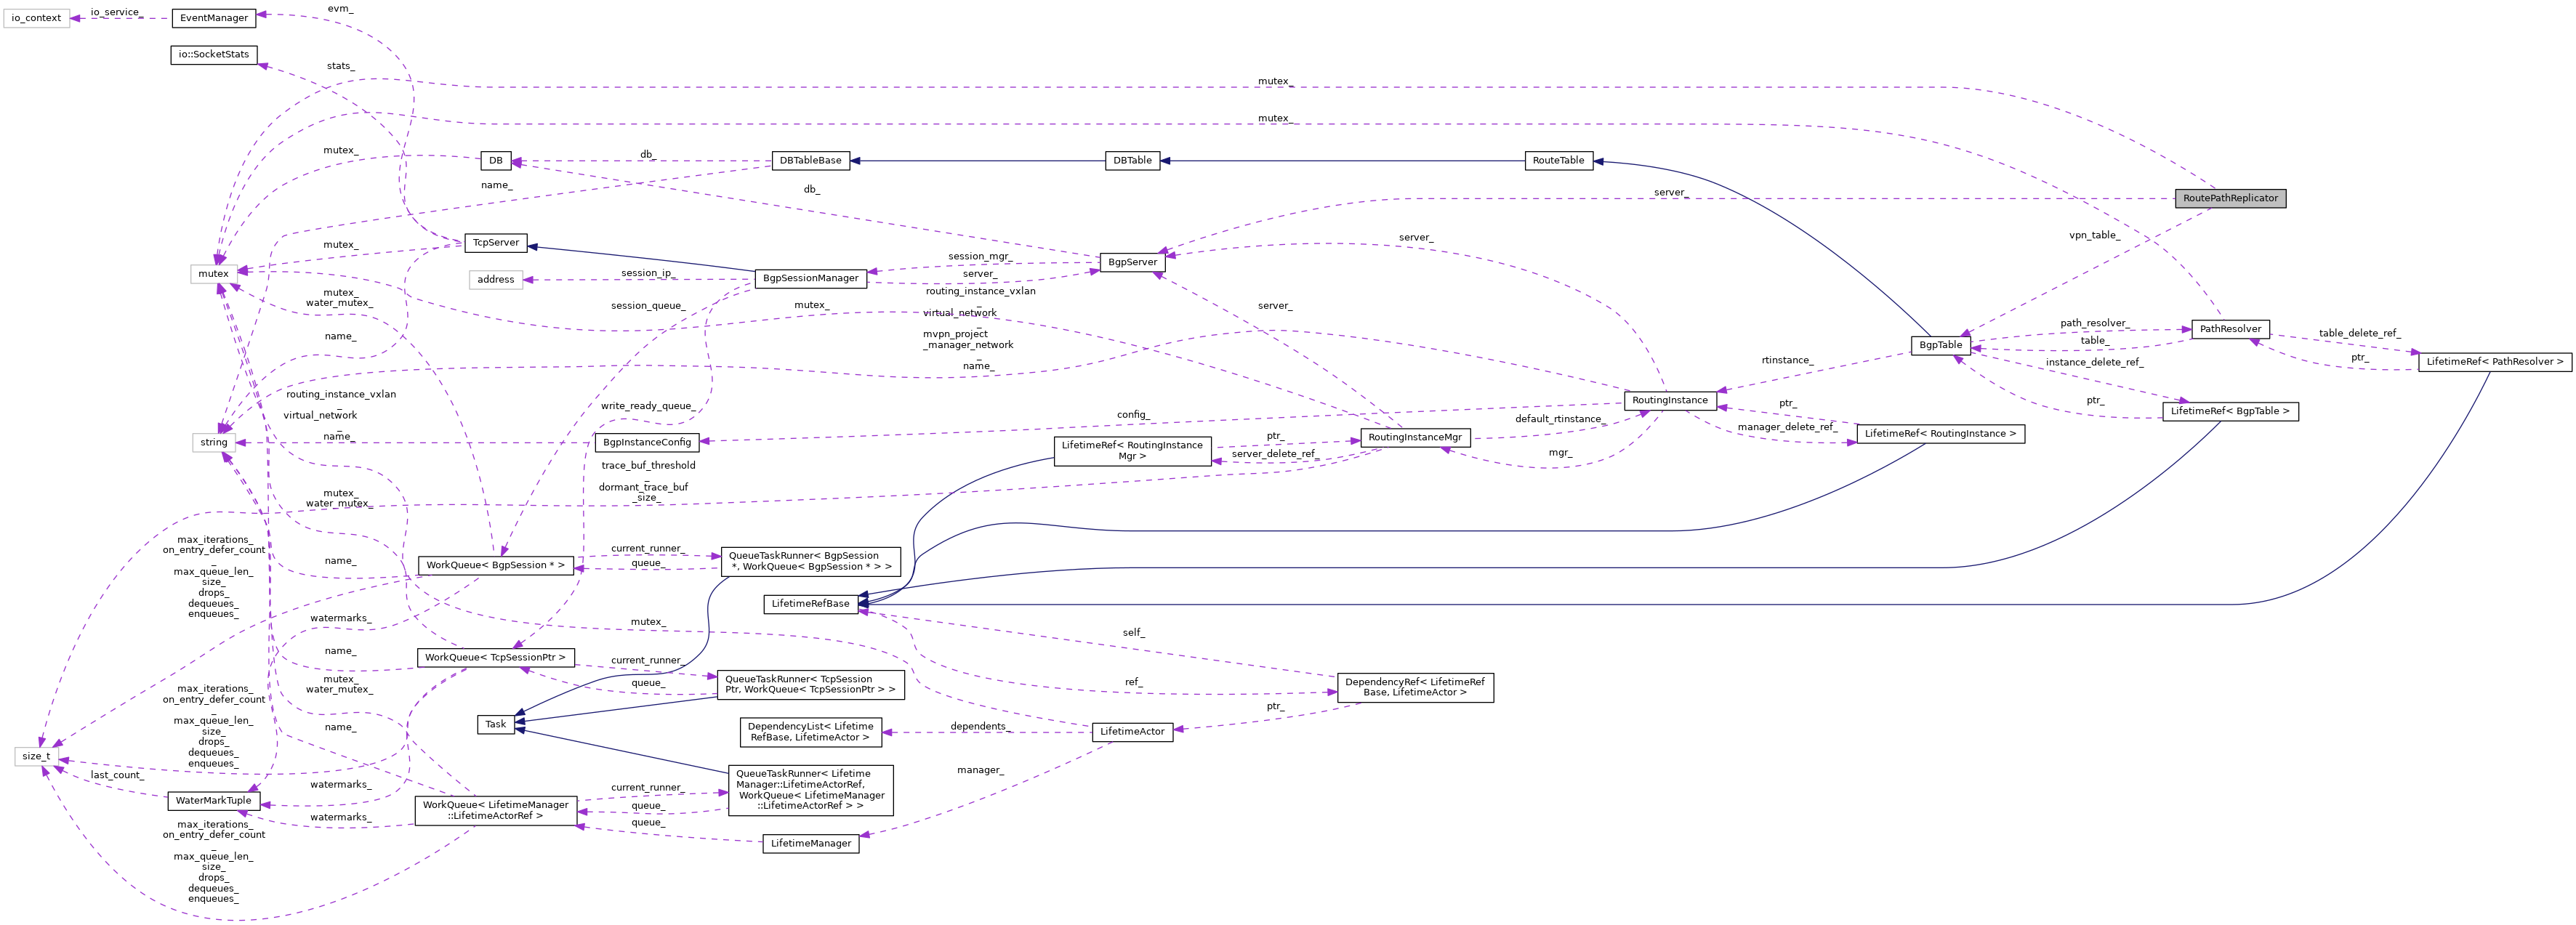 io_context
io_service_
EventManager
evm_
io::SocketStats
stats_
mutex_
mutex_
mutex_
DB
db_
DBTableBase
DBTable
RouteTable
name_
db_
server_
RoutePathReplicator
vpn_table_
mutex_
TcpServer
mutex
address
session_ip_
BgpSessionManager
session_mgr_
server_
BgpServer
server_
mutex_
water_mutex_
session_queue_
mutex_
routing_instance_vxlan
_
virtual_network
_
mvpn_project
_manager_network
_
name_
server_
name_
path_resolver_
table_
BgpTable
PathResolver
table_delete_ref_
ptr_
LifetimeRef< PathResolver >
rtinstance_
instance_delete_ref_
ptr_
LifetimeRef< BgpTable >
routing_instance_vxlan
_
virtual_network
_
name_
string
write_ready_queue_
BgpInstanceConfig
config_
RoutingInstance
ptr_
manager_delete_ref_
LifetimeRef< RoutingInstance >
default_rtinstance_
mgr_
RoutingInstanceMgr
LifetimeRef< RoutingInstance
Mgr >
ptr_
server_delete_ref_
trace_buf_threshold
_
dormant_trace_buf
_size_
mutex_
water_mutex_
max_iterations_
on_entry_defer_count
_
max_queue_len_
size_
drops_
dequeues_
enqueues_
name_
WorkQueue< BgpSession * >
current_runner_
queue_
QueueTaskRunner< BgpSession
*, WorkQueue< BgpSession * > >
LifetimeRefBase
watermarks_
mutex_
self_
name_
WorkQueue< TcpSessionPtr >
current_runner_
queue_
QueueTaskRunner< TcpSession
Ptr, WorkQueue< TcpSessionPtr > >
ref_
DependencyRef< LifetimeRef
Base, LifetimeActor >
ptr_
mutex_
water_mutex_
max_iterations_
on_entry_defer_count
_
max_queue_len_
size_
drops_
dequeues_
enqueues_
name_
Task
DependencyList< Lifetime
RefBase, LifetimeActor >
dependents_
LifetimeActor
size_t
last_count_
WaterMarkTuple
watermarks_
manager_
QueueTaskRunner< Lifetime
Manager::LifetimeActorRef,
WorkQueue< LifetimeManager
::LifetimeActorRef > >
current_runner_
queue_
WorkQueue< LifetimeManager
::LifetimeActorRef >
watermarks_
queue_
LifetimeManager
max_iterations_
on_entry_defer_count
_
max_queue_len_
size_
drops_
dequeues_
enqueues_